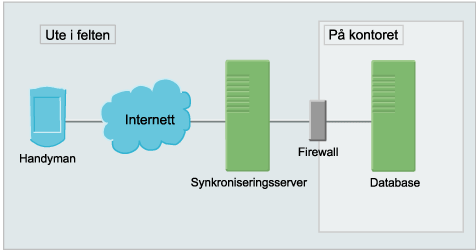 Ute i felten
På kontoret
Internett
Handyman
Synkroniseringsserver
Firewall
Database